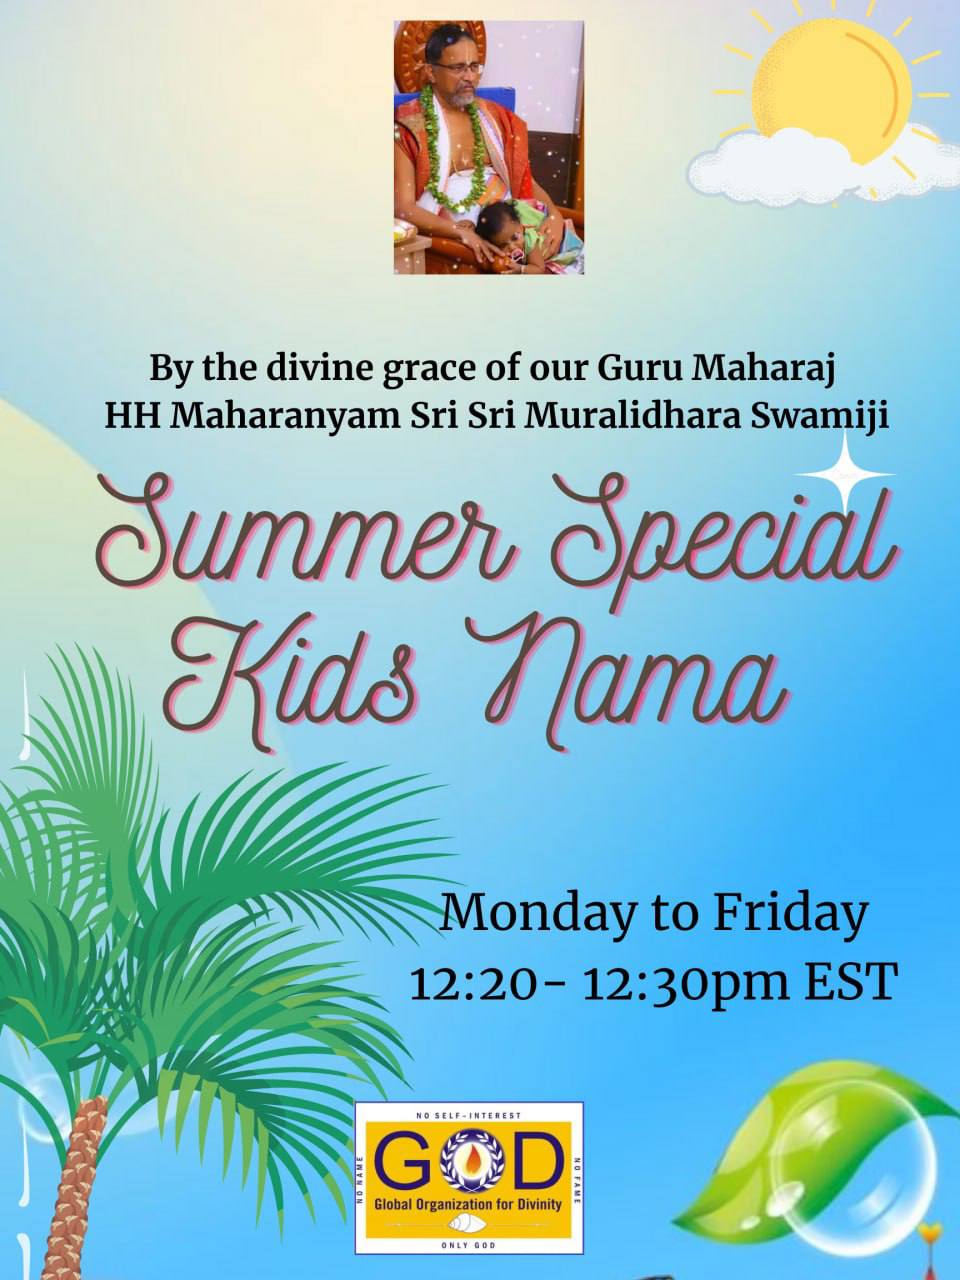 By the divine grace of our Guru Maharaj
HH Maharanyam Sri Sri Muralidhara Swamiji
Summer Special
Kids Nama
Monday to Friday
12:20- 12:30pm EST
NO SELF-INTEREST
NO NAME
GOD
NO FAME
Global Organization for Divinity
ONLY GOD